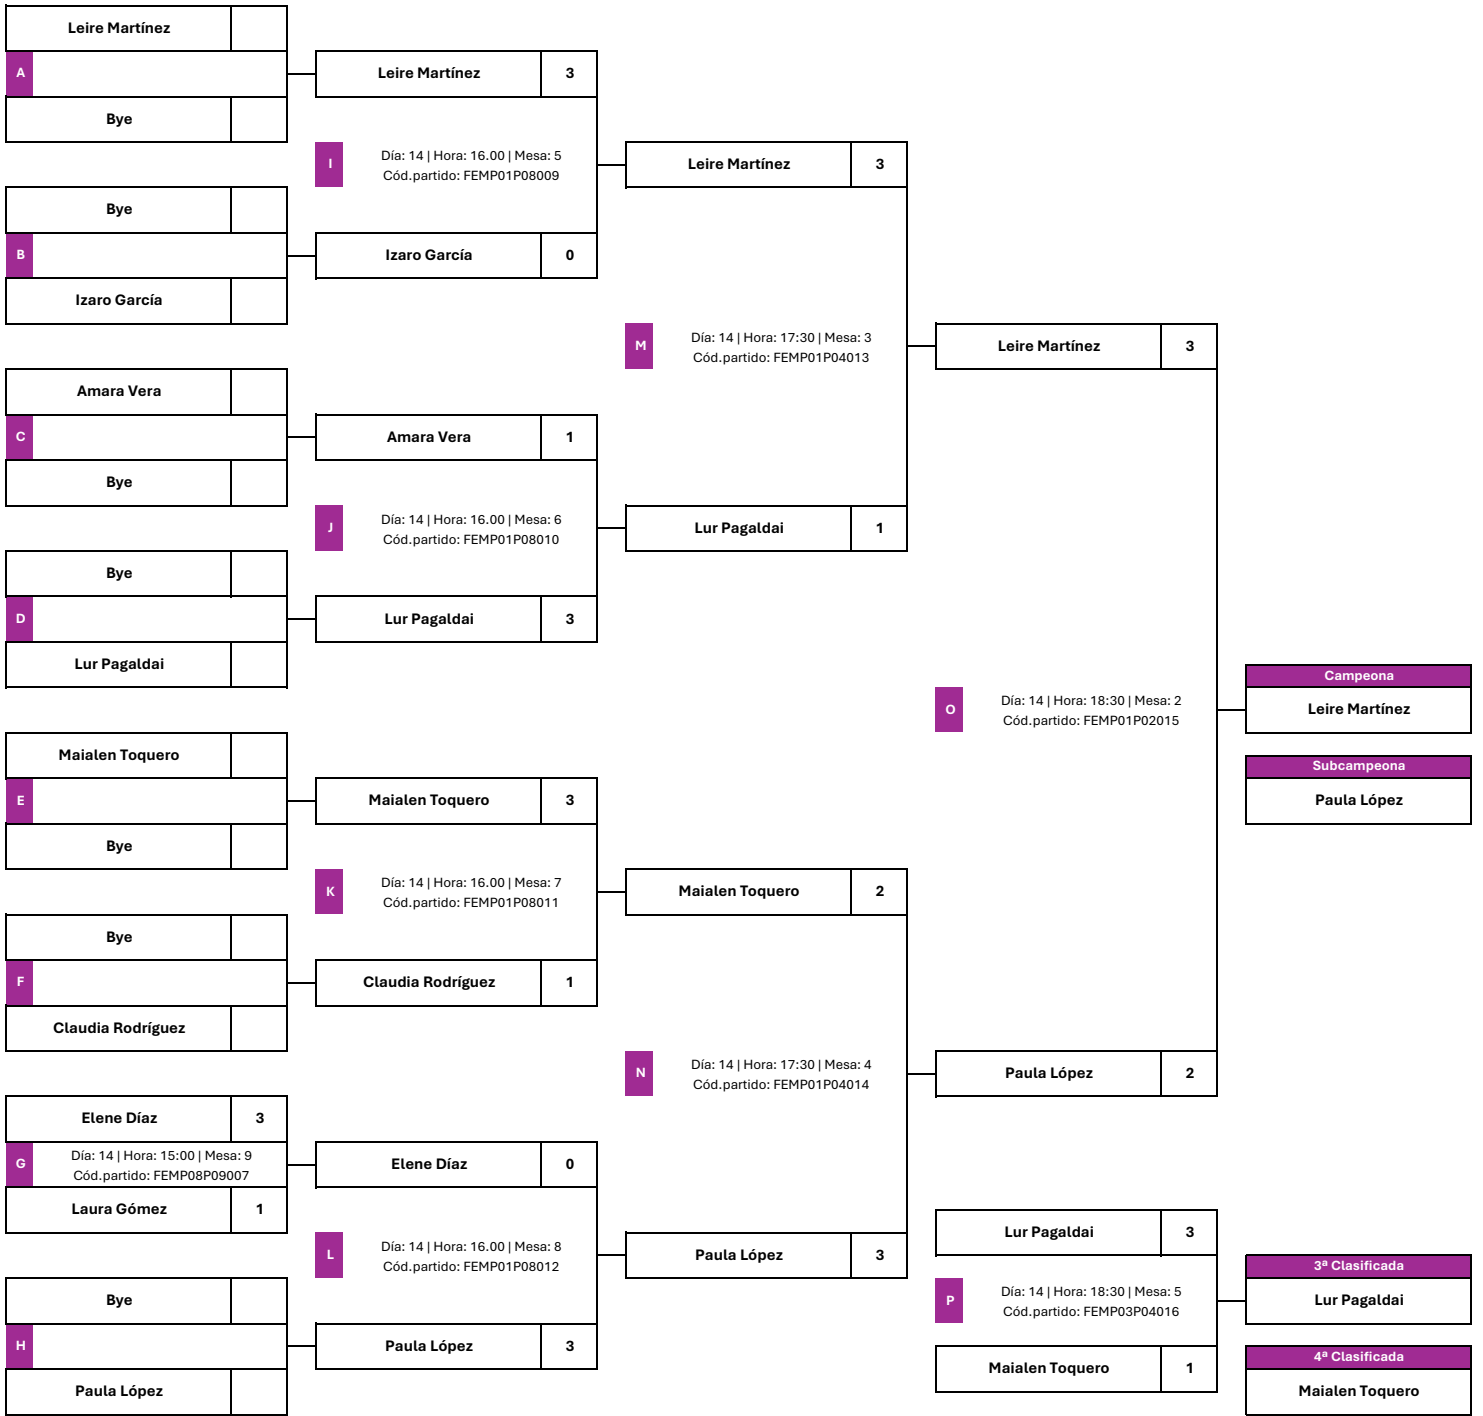 Leire Martínez
A
Bye
Bye
B
Izaro García
Amara Vera
C
Bye
Bye
D
Lur Pagaldai
Maialen Toquero
E
Bye
Bye
F
Claudia Rodríguez
Elene Díaz 3
G Día: 14 | Hora: 15:00 | Mesa: 9
Cód.partido: FEMP08P09007
Laura Gómez 1
Bye
H
Paula López
Leire Martínez 3
I Día: 14 | Hora: 16.00 | Mesa: 5
Cód.partido: FEMP01P08009
Izaro García 0
Amara Vera 1
J Día: 14 | Hora: 16.00 | Mesa: 6
Cód.partido: FEMP01P08010
Lur Pagaldai 3
Maialen Toquero 3
K Día: 14 | Hora: 16.00 | Mesa: 7
Cód.partido: FEMP01P08011
Claudia Rodríguez 1
Elene Díaz 0
L Día: 14 | Hora: 16.00 | Mesa: 8
Cód.partido: FEMP01P08012
Paula López 3
Leire Martínez 3
M Día: 14 | Hora: 17:30 | Mesa: 3
Cód.partido: FEMP01P04013
Lur Pagaldai 1
Maialen Toquero 2
N Día: 14 | Hora: 17:30 | Mesa: 4
Cód.partido: FEMP01P04014
Paula López 3
Leire Martínez 3
O Día: 14 | Hora: 18:30 | Mesa: 2
Cód.partido: FEMP01P02015
Paula López 2
Lur Pagaldai 3
P Día: 14 | Hora: 18:30 | Mesa: 5
Cód.partido: FEMP03P04016
Maialen Toquero 1
Campeona
Leire Martínez
Subcampeona
Paula López
3ª Clasificada
Lur Pagaldai
4ª Clasificada
Maialen Toquero